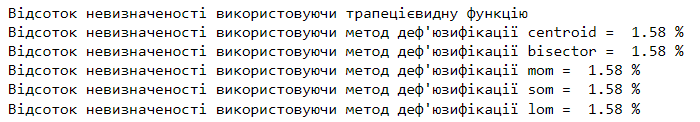 Відсоток невизначеності використовуючи трапецієвидну функцію
Відсоток невизначеності використовуючи метод деф'юзифікації centroid =  1.58 %
Відсоток невизначеності використовуючи метод деф'юзифікації bisector =  1.58 %
Відсоток невизначеності використовуючи метод деф'юзифікації mom =  1.58 %
Відсоток невизначеності використовуючи метод деф'юзифікації som =  1.58 %
Відсоток невизначеності використовуючи метод деф'юзифікації lom =  1.58 %